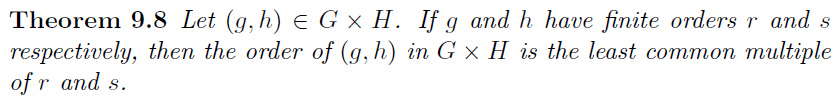 Theorem 9.8 Let (g, h) ∈ G × H. If g and h have finite orders r and s
respectively, then the order of (g, h) in G × H is the least common multiple
of r and s.